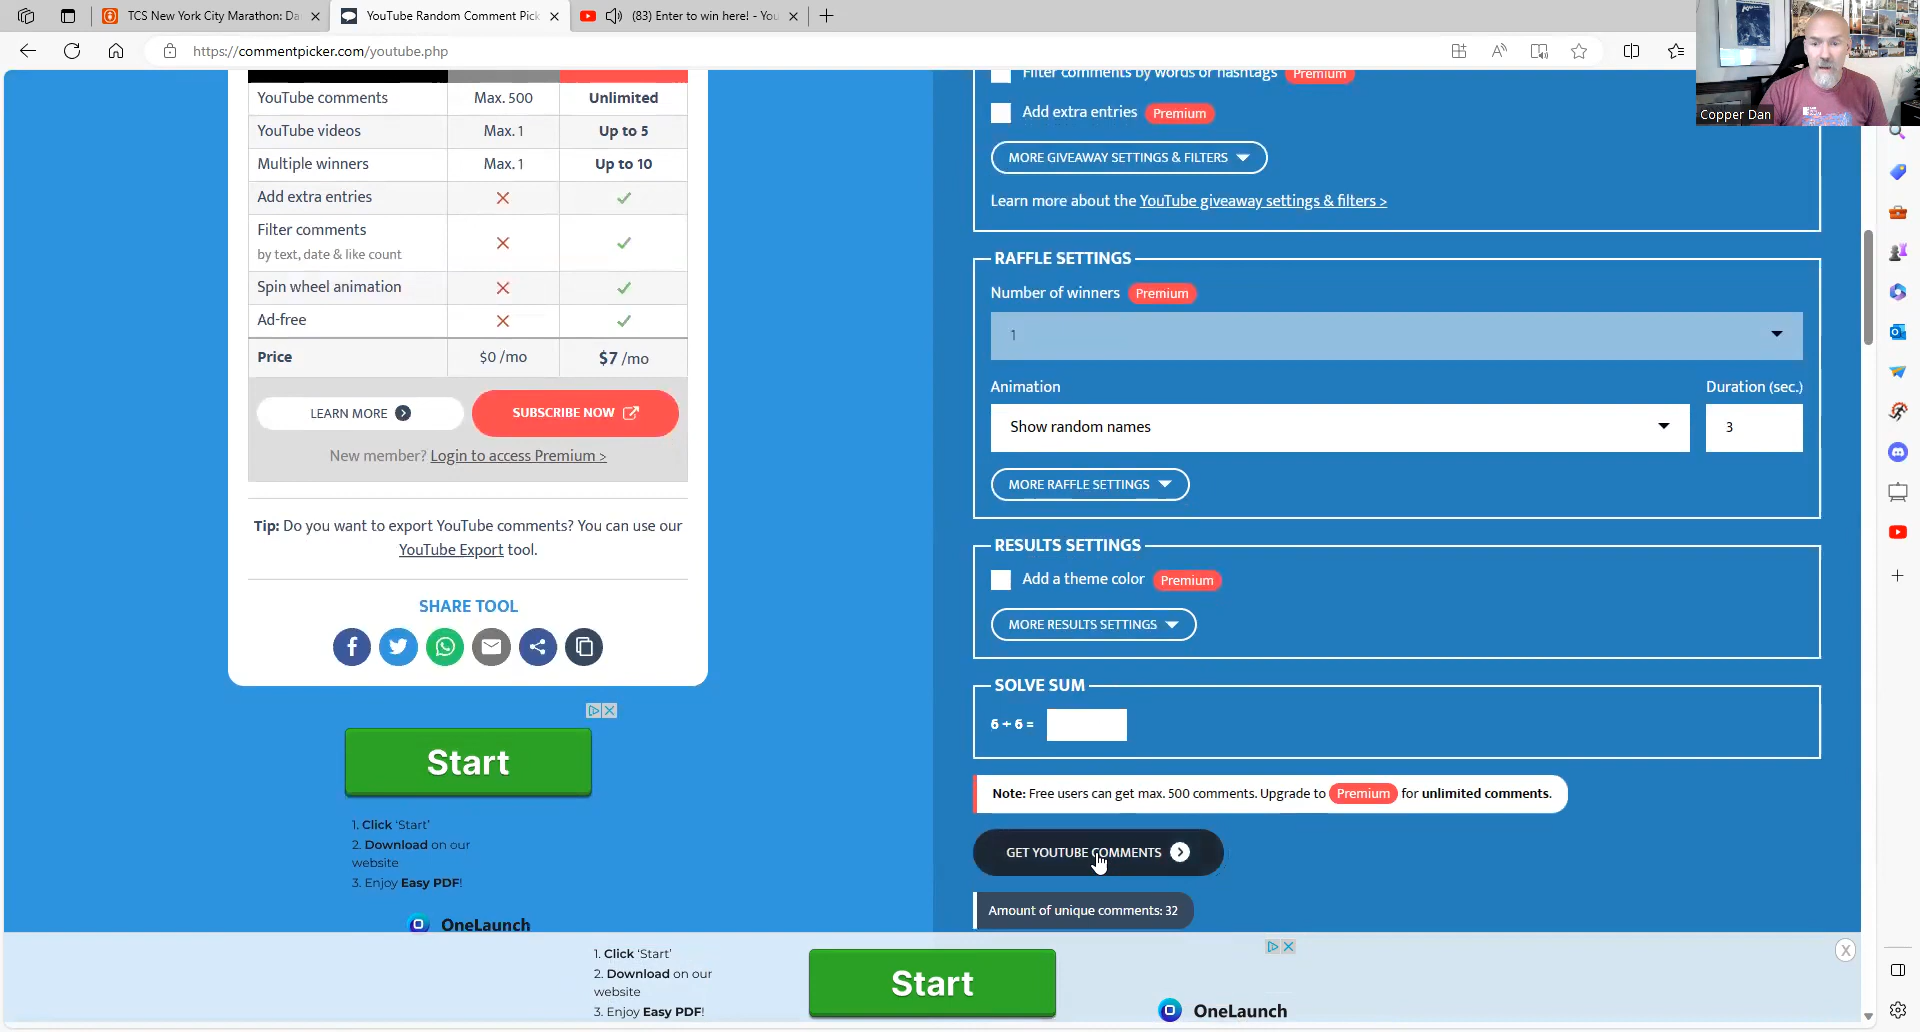 TCS New York City Marathon: Da
YouTube Random Comment Pick
(83) Enter to win here! - You
https://commentpicker.com/youtube.php
Copper Dan
YouTube comments Max. 500 Unlimited
YouTube videos Max. 1 Up to 5
Multiple winners Max. 1 Up to 10
Add extra entries
Filter comments
by text, date & like count
Spin wheel animation
Ad-free
Price $0 /mo $7 /mo
LEARN MORE
SUBSCRIBE NOW
New member? Login to access Premium >
Tip: Do you want to export YouTube comments? You can use our
YouTube Export tool.
SHARE TOOL
Start
1. Click ‘Start’
2. Download on our
website
3. Enjoy Easy PDF!
OneLaunch
Filter comments by words or hashtags Premium
Add extra entries Premium
MORE GIVEAWAY SETTINGS & FILTERS
Learn more about the YouTube giveaway settings & filters >
RAFFLE SETTINGS
Number of winners Premium
1
Animation Duration (sec.)
Show random names 3
MORE RAFFLE SETTINGS
RESULTS SETTINGS
Add a theme color Premium
MORE RESULTS SETTINGS
SOLVE SUM
6 + 6 =
Note: Free users can get max. 500 comments. Upgrade to Premium for unlimited comments.
GET YOUTUBE COMMENTS
Amount of unique comments: 32
1. Click ‘Start’
2. Download on our
website
3. Enjoy Easy PDF!
Start
OneLaunch
X